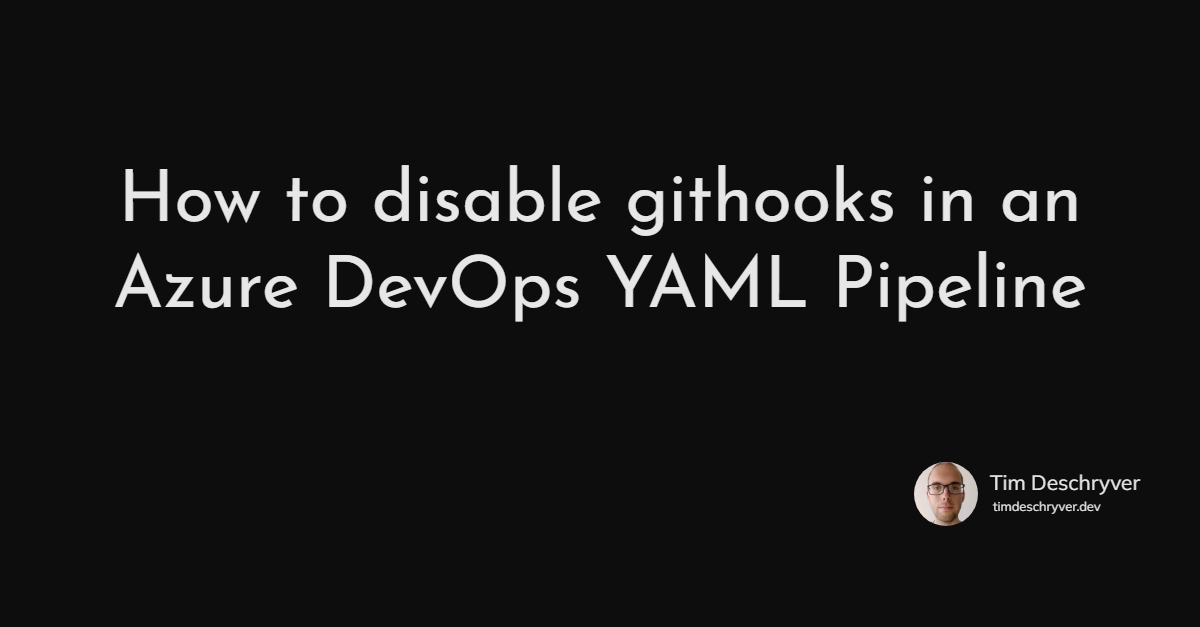 How to disable githooks in an
Azure DevOps YAML Pipeline
Tim Deschryver
timdeschryver.dev